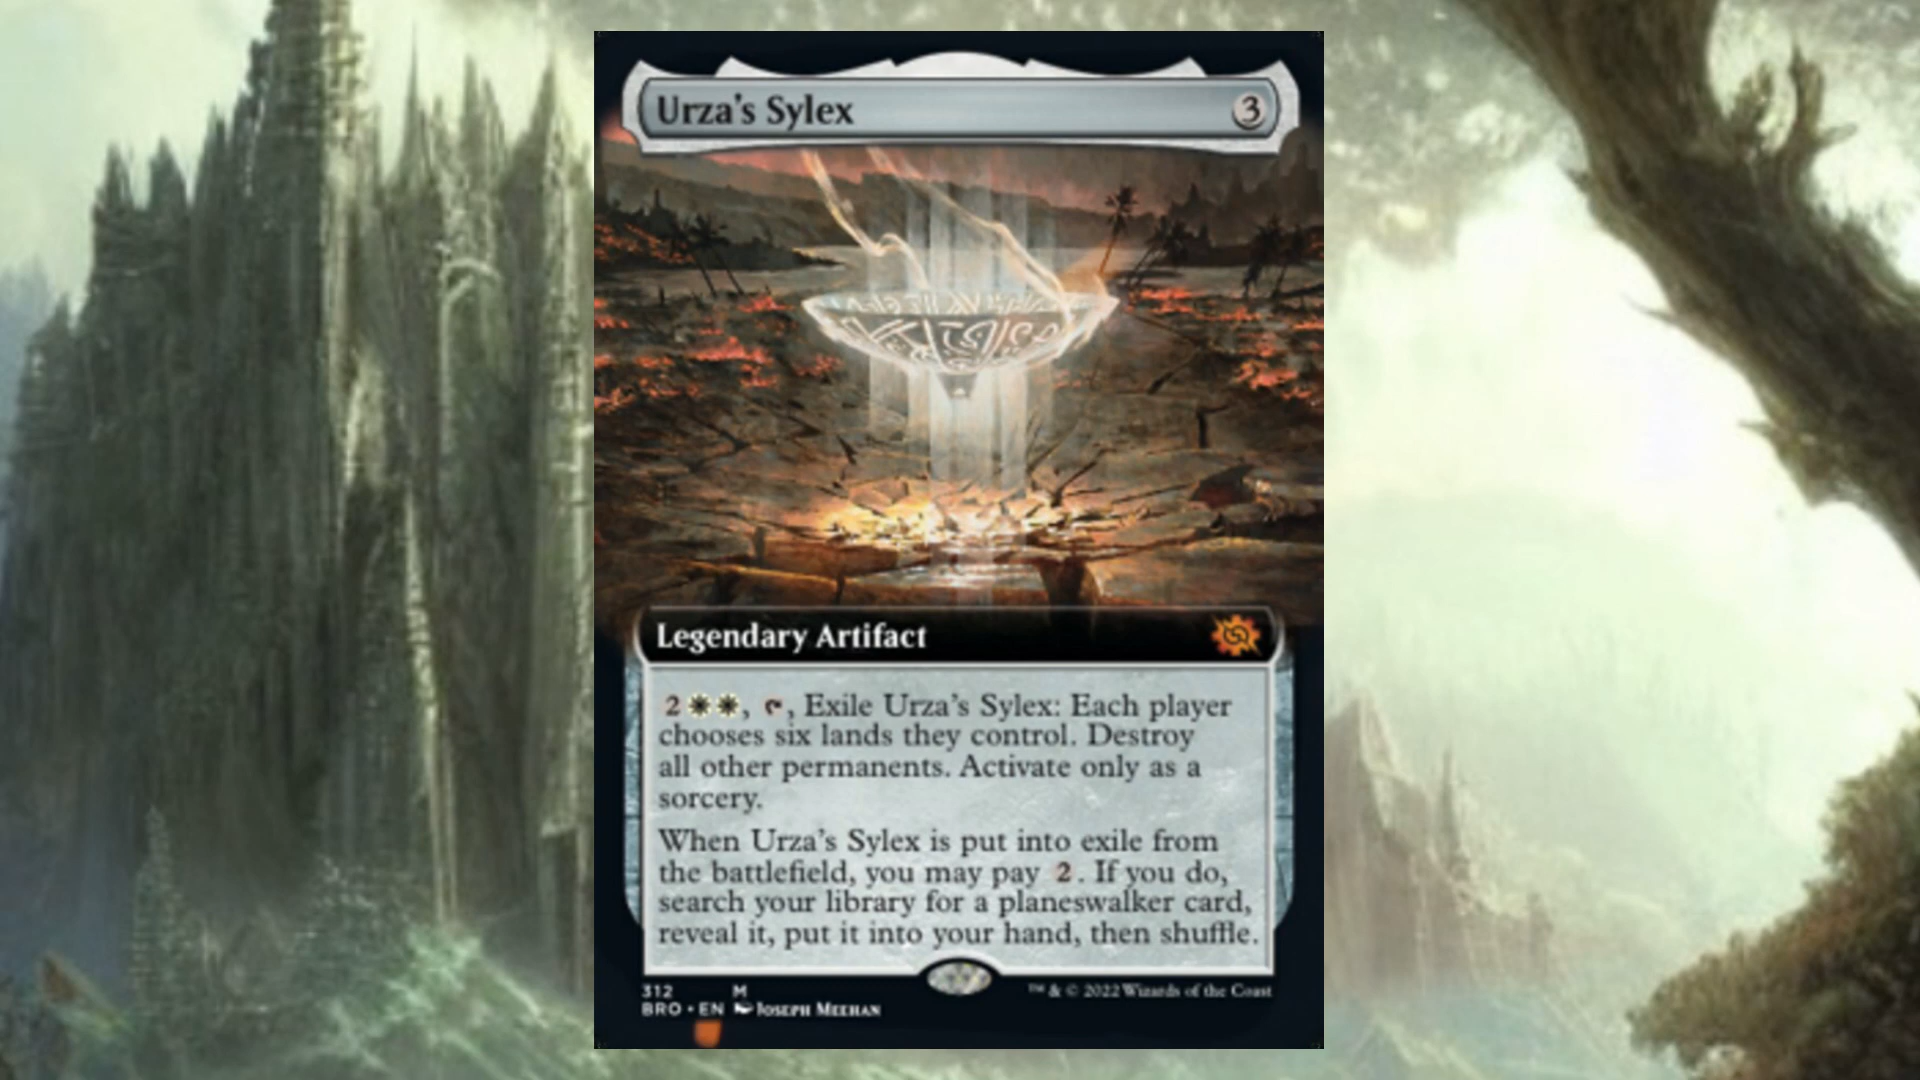 Urza's Sylex
3
Legendary Artifact
2, , Exile Urza's Sylex: Each player
chooses six lands they control. Destroy
all other permanents. Activate only as a
sorcery.
When Urza's Sylex is put into exile from
the battlefield, you may pay 2. If you do,
search your library for a planeswalker card,
reveal it, put it into your hand, then shuffle.
312 M
BRO • EN Joseph Meehan
™ & © 2022 Wizards of the Coast